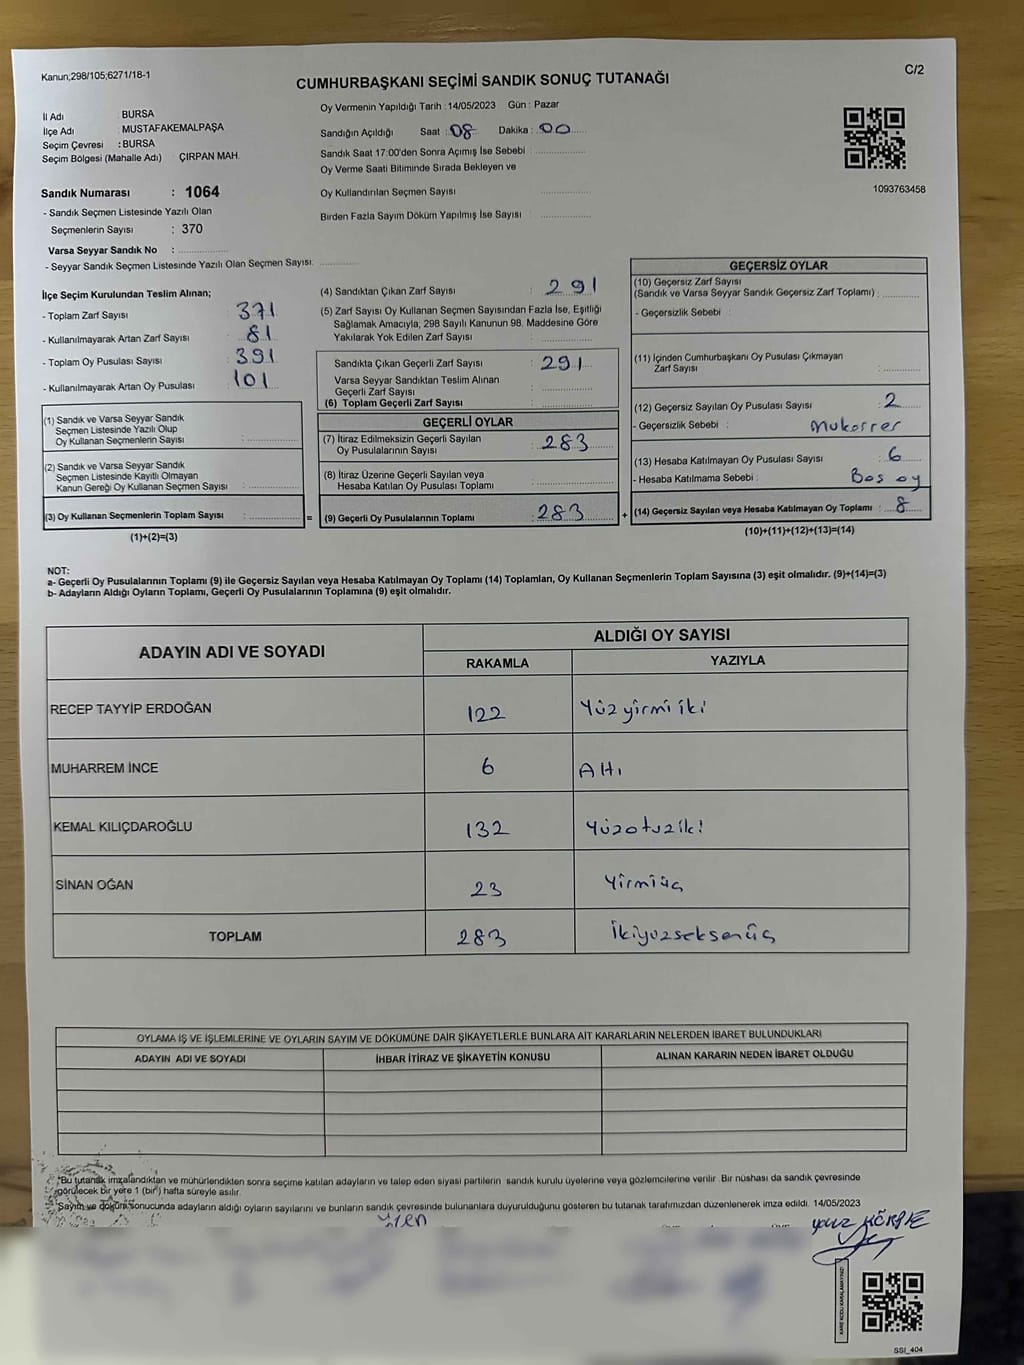 Kanun;298/105;6271/18-1
C/2
CUMHURBAŞKANI SEÇİMİ SANDIK SONUÇ TUTANAĞI
İl Adı : BURSA
İlçe Adı : MUSTAFAKEMALPAŞA
Seçim Çevresi : BURSA
Seçim Bölgesi (Mahalle Adı) : ÇIRPAN MAH.
Sandık Numarası : 1064
- Sandık Seçmen Listesinde Yazılı Olan
Seçmenlerin Sayısı : 370
Varsa Seyyar Sandık No :
- Seyyar Sandık Seçmen Listesinde Yazılı Olan Seçmen Sayısı:
Oy Vermenin Yapıldığı Tarih : 14/05/2023 Gün : Pazar
Sandığın Açıldığı Saat : 08 Dakika : 00
Sandık Saat 17:00'den Sonra Açımış İse Sebebi :
Oy Verme Saati Bitiminde Sırada Bekleyen ve
Oy Kullandırılan Seçmen Sayısı
Birden Fazla Sayım Döküm Yapılmış İse Sayısı :
1093763458
İlçe Seçim Kurulundan Teslim Alınan;
- Toplam Zarf Sayısı : 371
- Kullanılmayarak Artan Zarf Sayısı : 81
- Toplam Oy Pusulası Sayısı : 391
- Kullanılmayarak Artan Oy Pusulası : 101
(1) Sandık ve Varsa Seyyar Sandık
Seçmen Listesinde Yazılı Olup
Oy Kullanan Seçmenlerin Sayısı :
(2) Sandık ve Varsa Seyyar Sandık
Seçmen Listesinde Kayıtlı Olmayan
Kanun Gereği Oy Kullanan Seçmen Sayısı :
(3) Oy Kullanan Seçmenlerin Toplam Sayısı :
(1)+(2)=(3)
=
(4) Sandıktan Çıkan Zarf Sayısı : 291
(5) Zarf Sayısı Oy Kullanan Seçmen Sayısından Fazla İse, Eşitliği
Sağlamak Amacıyla, 298 Sayılı Kanunun 98. Maddesine Göre
Yakılarak Yok Edilen Zarf Sayısı :
Sandıkta Çıkan Geçerli Zarf Sayısı : 291
Varsa Seyyar Sandıktan Teslim Alınan
Geçerli Zarf Sayısı :
(6) Toplam Geçerli Zarf Sayısı :
GEÇERLİ OYLAR
(7) İtiraz Edilmeksizin Geçerli Sayılan
Oy Pusulalarının Sayısı : 283
(8) İtiraz Üzerine Geçerli Sayılan veya
Hesaba Katılan Oy Pusulası Toplamı :
(9) Geçerli Oy Pusulalarının Toplamı : 283
+
GEÇERSİZ OYLAR
(10) Geçersiz Zarf Sayısı
(Sandık ve Varsa Seyyar Sandık Geçersiz Zarf Toplamı) :
- Geçersizlik Sebebi :
(11) İçinden Cumhurbaşkanı Oy Pusulası Çıkmayan
Zarf Sayısı :
(12) Geçersiz Sayılan Oy Pusulası Sayısı : 2
- Geçersizlik Sebebi : Mukerrer
(13) Hesaba Katılmayan Oy Pusulası Sayısı : 6
- Hesaba Katılmama Sebebi : Bos oy
(14) Geçersiz Sayılan veya Hesaba Katılmayan Oy Toplamı : 8
(10)+(11)+(12)+(13)=(14)
NOT:
a- Geçerli Oy Pusulalarının Toplamı (9) ile Geçersiz Sayılan veya Hesaba Katılmayan Oy Toplamı (14) Toplamları, Oy Kullanan Seçmenlerin Toplam Sayısına (3) eşit olmalıdır. (9)+(14)=(3)
b- Adayların Aldığı Oyların Toplamı, Geçerli Oy Pusulalarının Toplamına (9) eşit olmalıdır.
ADAYIN ADI VE SOYADI
ALDIĞI OY SAYISI
RAKAMLA YAZIYLA
RECEP TAYYİP ERDOĞAN 122 Yüzyirmiiki
MUHARREM İNCE 6 Altı
KEMAL KILIÇDAROĞLU 132 Yüzotuziki
SİNAN OĞAN 23 Yirmiüç
TOPLAM 283 İkiyüzseksenüç
OYLAMA İŞ VE İŞLEMLERİNE VE OYLARIN SAYIM VE DÖKÜMÜNE DAİR ŞİKAYETLERLE BUNLARA AİT KARARLARIN NELERDEN İBARET BULUNDUKLARI
ADAYIN ADI VE SOYADI İHBAR İTİRAZ VE ŞİKAYETİN KONUSU ALINAN KARARIN NEDEN İBARET OLDUĞU
"Bu tutanak imzalandıktan ve mühürlendikten sonra seçime katılan adayların ve talep eden siyasi partilerin sandık kurulu üyelerine veya gözlemcilerine verilir. Bir nüshası da sandık çevresinde
görülecek bir yere 1 (bir) hafta süreyle asılır.
Sayım ve döküm sonucunda adayların aldığı oyların sayılarını ve bunların sandık çevresinde bulunanlara duyurulduğunu gösteren bu tutanak tarafımızdan düzenlenerek imza edildi. 14/05/2023
SSI_404